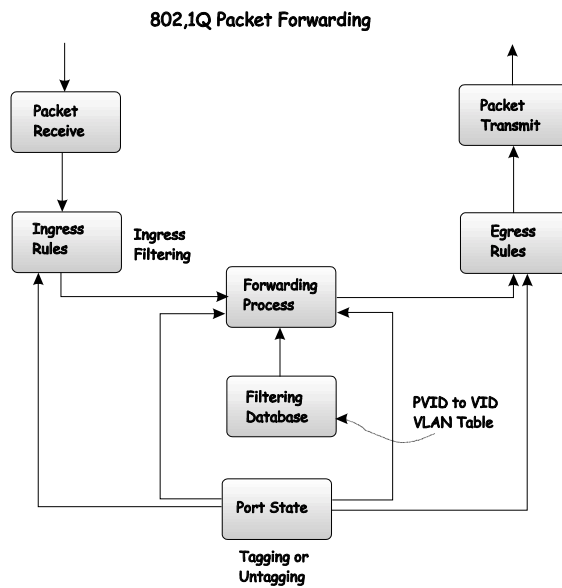 802,1Q Packet Forwarding
Packet
Receive
Packet
Transmit
Ingress
Rules
Ingress
Filtering
Egress
Rules
Forwarding
Process
Filtering
Database
PVID to VID
VLAN Table
Port State
Tagging or
Untagging